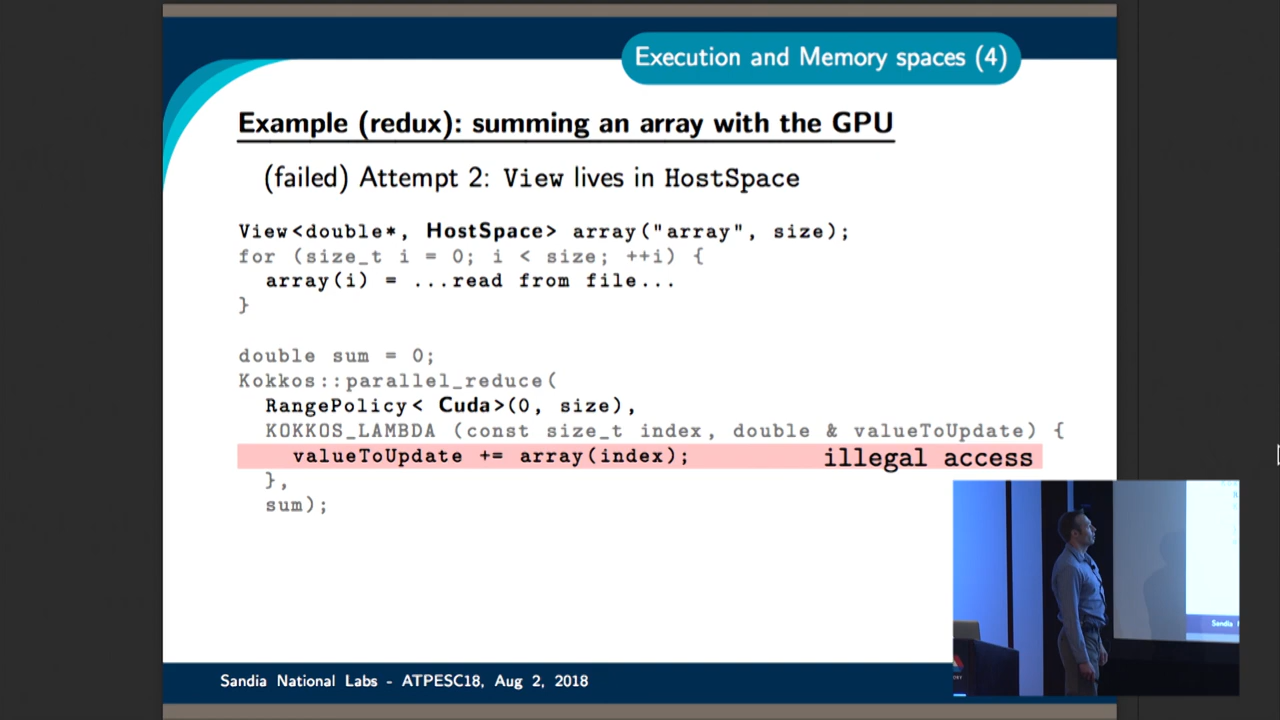 Execution and Memory spaces (4)
Example (redux): summing an array with the GPU
(failed) Attempt 2: View lives in HostSpace
View<double*, HostSpace> array("array", size);
for (size_t i = 0; i < size; ++i) {
array(i) = ...read from file...
}
double sum = 0;
Kokkos::parallel_reduce(
RangePolicy< Cuda>(0, size),
KOKKOS_LAMBDA (const size_t index, double & valueToUpdate) {
valueToUpdate += array(index); illegal access
},
sum);
Sandia National Labs - ATPESC18, Aug 2, 2018
Sandia